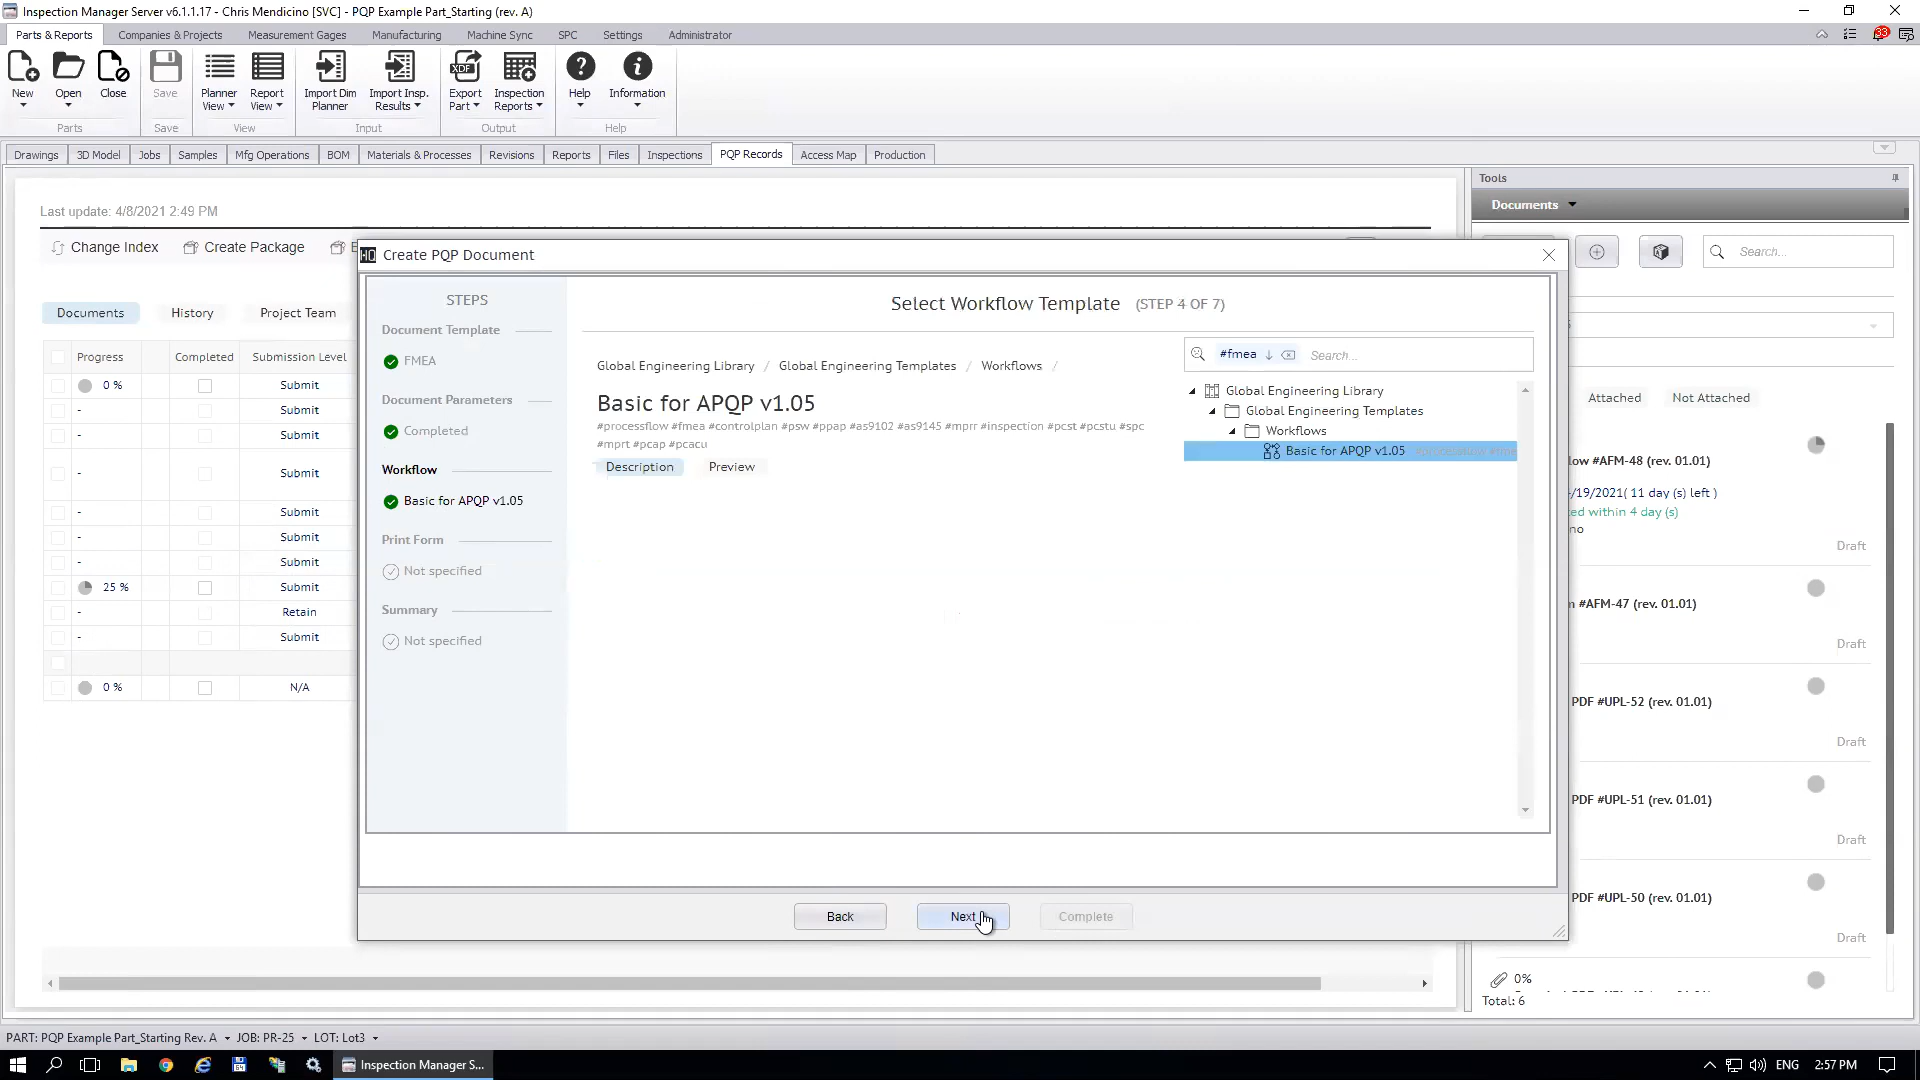 Inspection Manager Server v6.1.1.17 - Chris Mendicino [SVC] - PQP Example Part_Starting (rev. A)
Parts & Reports Companies & Projects Measurement Gages Manufacturing Machine Sync SPC Settings Administrator
33
New Open Close Save Planner View Report View Import Dim Planner Import Insp. Results Export Part Inspection Reports Help Information
XDF
Parts Save View Input Output Help
Drawings 3D Model Jobs Samples Mfg Operations BOM Materials & Processes Revisions Reports Files Inspections PQP Records Access Map Production
Last update: 4/8/2021 2:49 PM
Change Index Create Package
Documents History Project Team
Progress Completed Submission Level
0 % Submit
- Submit
- Submit
- Submit
- Submit
- Submit
- Submit
25 % Submit
- Retain
- Submit
0 % N/A
HQ Create PQP Document
STEPS
Document Template
FMEA
Document Parameters
Completed
Workflow
Basic for APQP v1.05
Print Form
Not specified
Summary
Not specified
Select Workflow Template (STEP 4 OF 7)
Global Engineering Library / Global Engineering Templates / Workflows /
Basic for APQP v1.05
#processflow #fmea #controlplan #psw #ppap #as9102 #as9145 #mprr #inspection #pcst #pcstu #spc
#mprt #pcap #pcacu
Description Preview
#fmea Search...
Global Engineering Library
Global Engineering Templates
Workflows
Basic for APQP v1.05 #processflow #fme
Back Next Complete
Tools
Documents
Search...
Attached Not Attached
low #AFM-48 (rev. 01.01)
/19/2021( 11 day (s) left )
ed within 4 day (s)
no
Draft
#AFM-47 (rev. 01.01)
Draft
PDF #UPL-52 (rev. 01.01)
Draft
PDF #UPL-51 (rev. 01.01)
Draft
PDF #UPL-50 (rev. 01.01)
Draft
0%
Total: 6
PART: PQP Example Part_Starting Rev. A JOB: PR-25 LOT: Lot3
Inspection Manager S...
ENG 2:57 PM